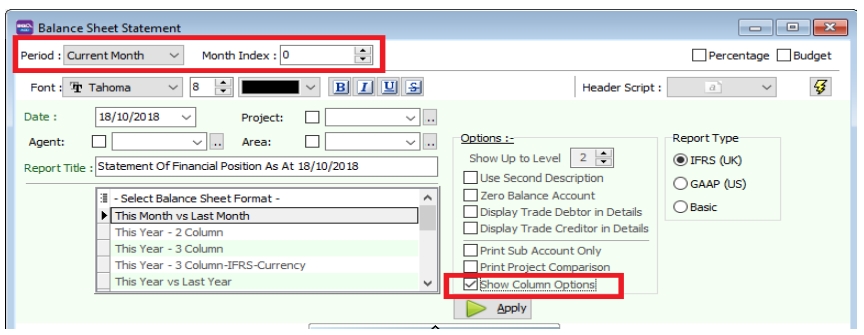 Balance Sheet Statement
Period : Current Month Month Index : 0 Percentage Budget
Font : Tahoma 8 B I U S Header Script :
Date : 18/10/2018 Project:
Agent: Area:
Report Title : Statement Of Financial Position As At 18/10/2018
- Select Balance Sheet Format -
This Month vs Last Month
This Year - 2 Column
This Year - 3 Column
This Year - 3 Column-IFRS-Currency
This Year vs Last Year
Options :-
Show Up to Level 2
Use Second Description
Zero Balance Account
Display Trade Debtor in Details
Display Trade Creditor in Details
Print Sub Account Only
Print Project Comparison
Show Column Options
Apply
Report Type
IFRS (UK)
GAAP (US)
Basic